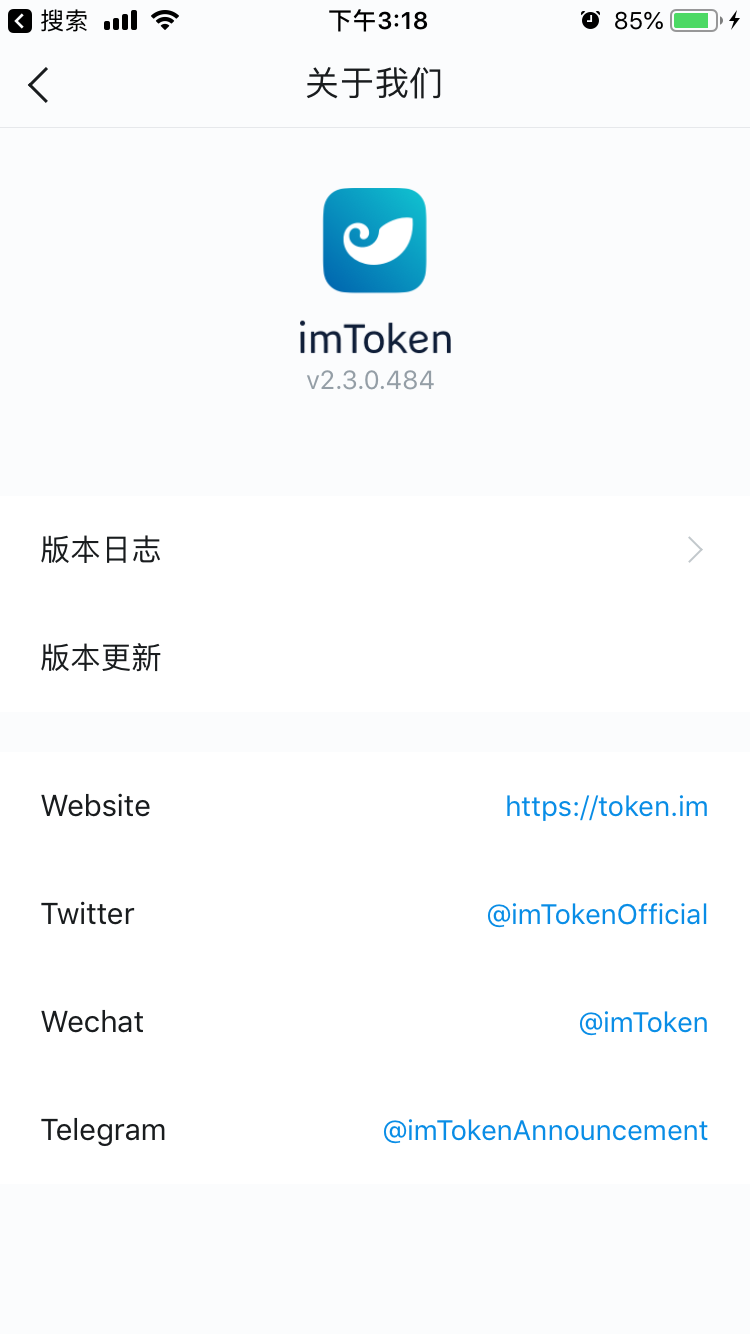 搜索 下午3:18 85%
关于我们
imToken
v2.3.0.484
版本日志
版本更新
Website https://token.im
Twitter @imTokenOfficial
Wechat @imToken
Telegram @imTokenAnnouncement